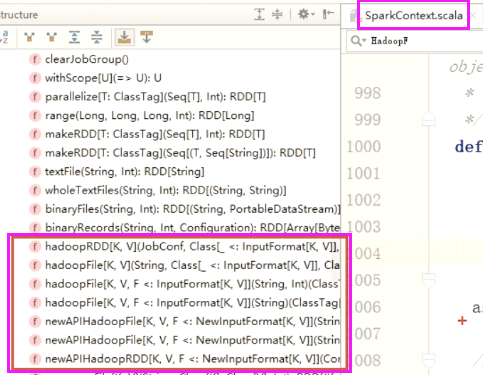 Structure
SparkContext.scala
HadoopF
clearJobGroup()
withScope[U](=> U): U
parallelize[T: ClassTag](Seq[T], Int): RDD[T]
range(Long, Long, Long, Int): RDD[Long]
makeRDD[T: ClassTag](Seq[T], Int): RDD[T]
makeRDD[T: ClassTag](Seq[(T, Seq[String])]): RDD[T]
textFile(String, Int): RDD[String]
wholeTextFiles(String, Int): RDD[(String, String)]
binaryFiles(String, Int): RDD[(String, PortableDataStream)]
binaryRecords(String, Int, Configuration): RDD[Array[Byte
hadoopRDD[K, V](JobConf, Class[_ <: InputFormat[K, V]],
hadoopFile[K, V](String, Class[_ <: InputFormat[K, V]], Cla
hadoopFile[K, V, F <: InputFormat[K, V]](String, Int)(ClassT
hadoopFile[K, V, F <: InputFormat[K, V]](String)(ClassTag[
newAPIHadoopFile[K, V, F <: NewInputFormat[K, V]](Strin
newAPIHadoopFile[K, V, F <: NewInputFormat[K, V]](Strin
newAPIHadoopRDD[K, V, F <: NewInputFormat[K, V]](Con
obje
998 *
999 */
1000 def
1001
1002
1003
1004
1005
1006 a
1007
1008 /